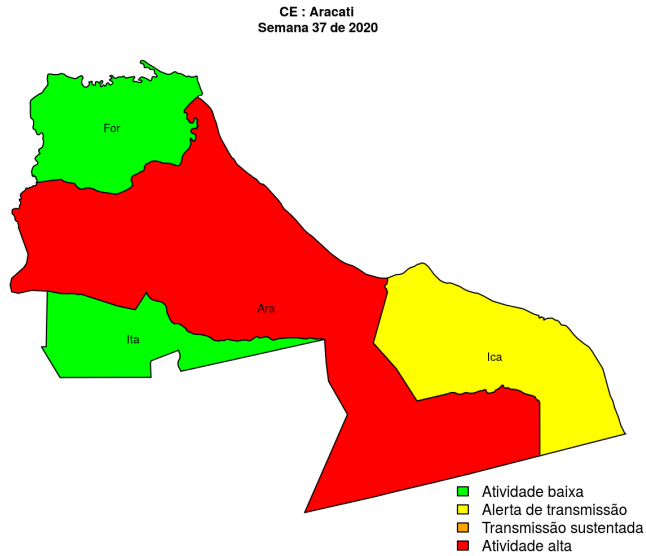 CE : Aracati
Semana 37 de 2020
For
Ara
Ita
Ica
Atividade baixa
Alerta de transmissão
Transmissão sustentada
Atividade alta